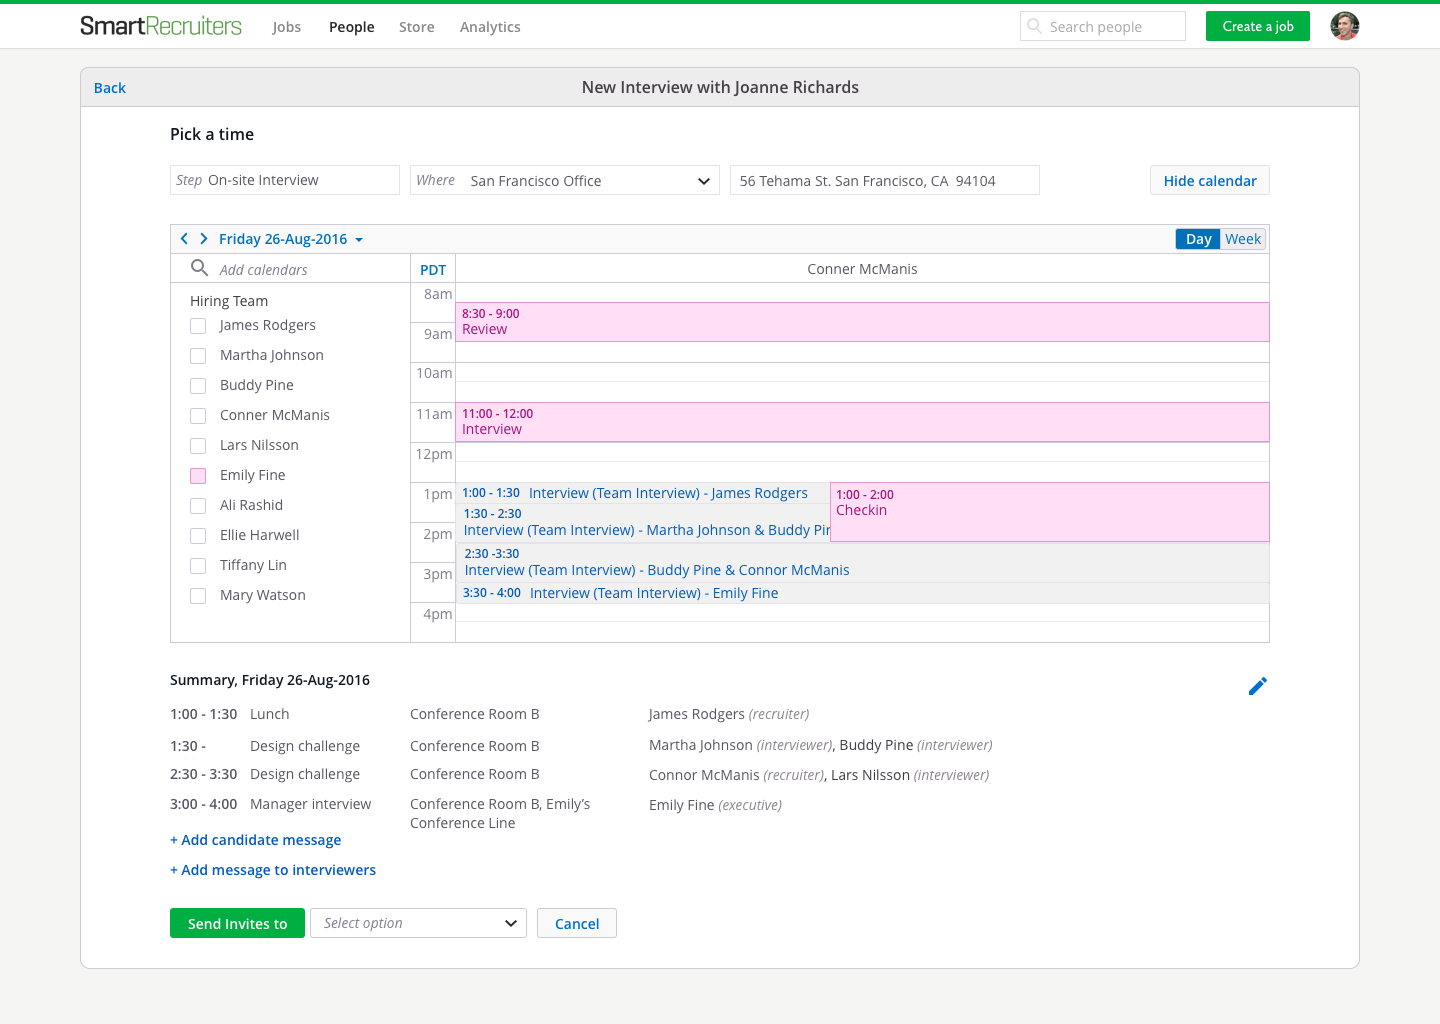 SmartRecruiters Jobs People Store Analytics Search people Create a job
Back New Interview with Joanne Richards
Pick a time
Step On-site Interview Where San Francisco Office 56 Tehama St. San Francisco, CA 94104 Hide calendar
Friday 26-Aug-2016 Day Week
Add calendars PDT Conner McManis
Hiring Team
James Rodgers
Martha Johnson
Buddy Pine
Conner McManis
Lars Nilsson
Emily Fine
Ali Rashid
Ellie Harwell
Tiffany Lin
Mary Watson
8am
9am
10am
11am
12pm
1pm
2pm
3pm
4pm
8:30 - 9:00
Review
11:00 - 12:00
Interview
1:00 - 1:30 Interview (Team Interview) - James Rodgers
1:30 - 2:30
Interview (Team Interview) - Martha Johnson & Buddy Pin
1:00 - 2:00
Checkin
2:30 -3:30
Interview (Team Interview) - Buddy Pine & Connor McManis
3:30 - 4:00 Interview (Team Interview) - Emily Fine
Summary, Friday 26-Aug-2016
1:00 - 1:30 Lunch Conference Room B James Rodgers (recruiter)
1:30 - Design challenge Conference Room B Martha Johnson (interviewer), Buddy Pine (interviewer)
2:30 - 3:30 Design challenge Conference Room B Connor McManis (recruiter), Lars Nilsson (interviewer)
3:00 - 4:00 Manager interview Conference Room B, Emily's Emily Fine (executive)
Conference Line
+ Add candidate message
+ Add message to interviewers
Send Invites to Select option Cancel